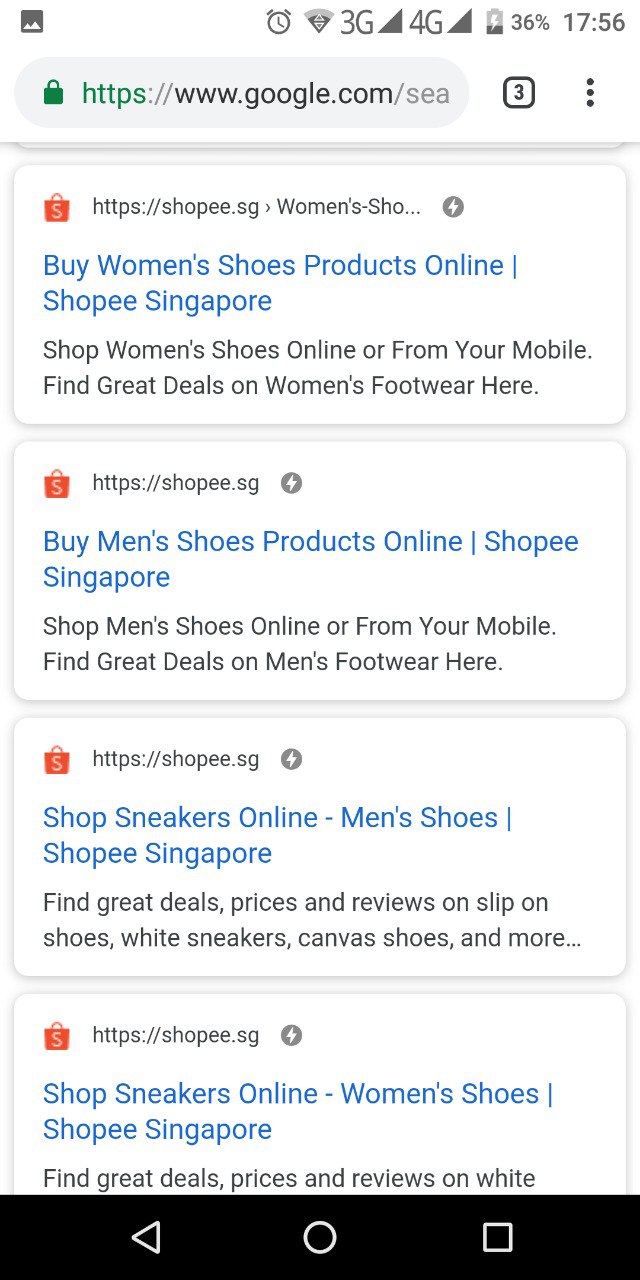 3G 4G 36% 17:56
https://www.google.com/sea
3
https://shopee.sg › Women's-Sho...
Buy Women's Shoes Products Online |
Shopee Singapore
Shop Women's Shoes Online or From Your Mobile.
Find Great Deals on Women's Footwear Here.
https://shopee.sg
Buy Men's Shoes Products Online | Shopee
Singapore
Shop Men's Shoes Online or From Your Mobile.
Find Great Deals on Men's Footwear Here.
https://shopee.sg
Shop Sneakers Online - Men's Shoes |
Shopee Singapore
Find great deals, prices and reviews on slip on
shoes, white sneakers, canvas shoes, and more...
https://shopee.sg
Shop Sneakers Online - Women's Shoes |
Shopee Singapore
Find great deals, prices and reviews on white